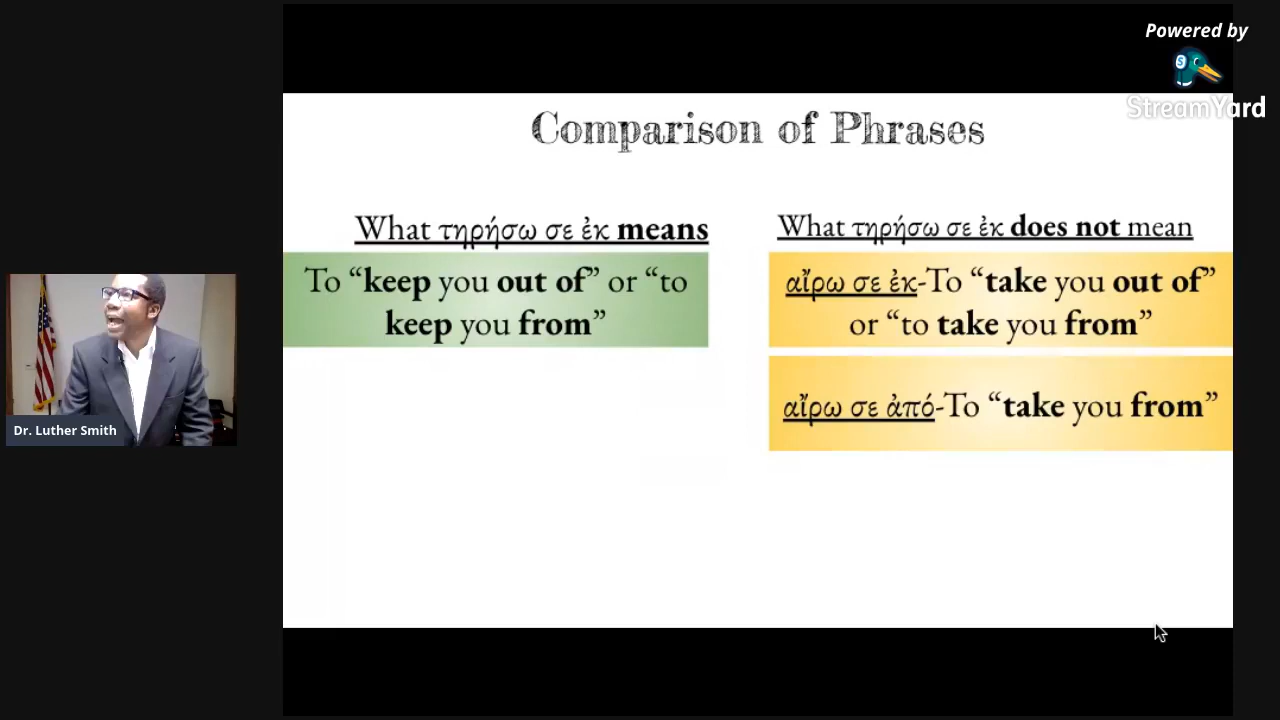 Powered by
StreamYard
Comparison of Phrases
What τηρήσω σε ἐκ means
To “keep you out of” or “to
keep you from”
What τηρήσω σε ἐκ does not mean
αἴρω σε ἐκ-To “take you out of”
or “to take you from”
αἴρω σε ἀπό-To “take you from”
Dr. Luther Smith